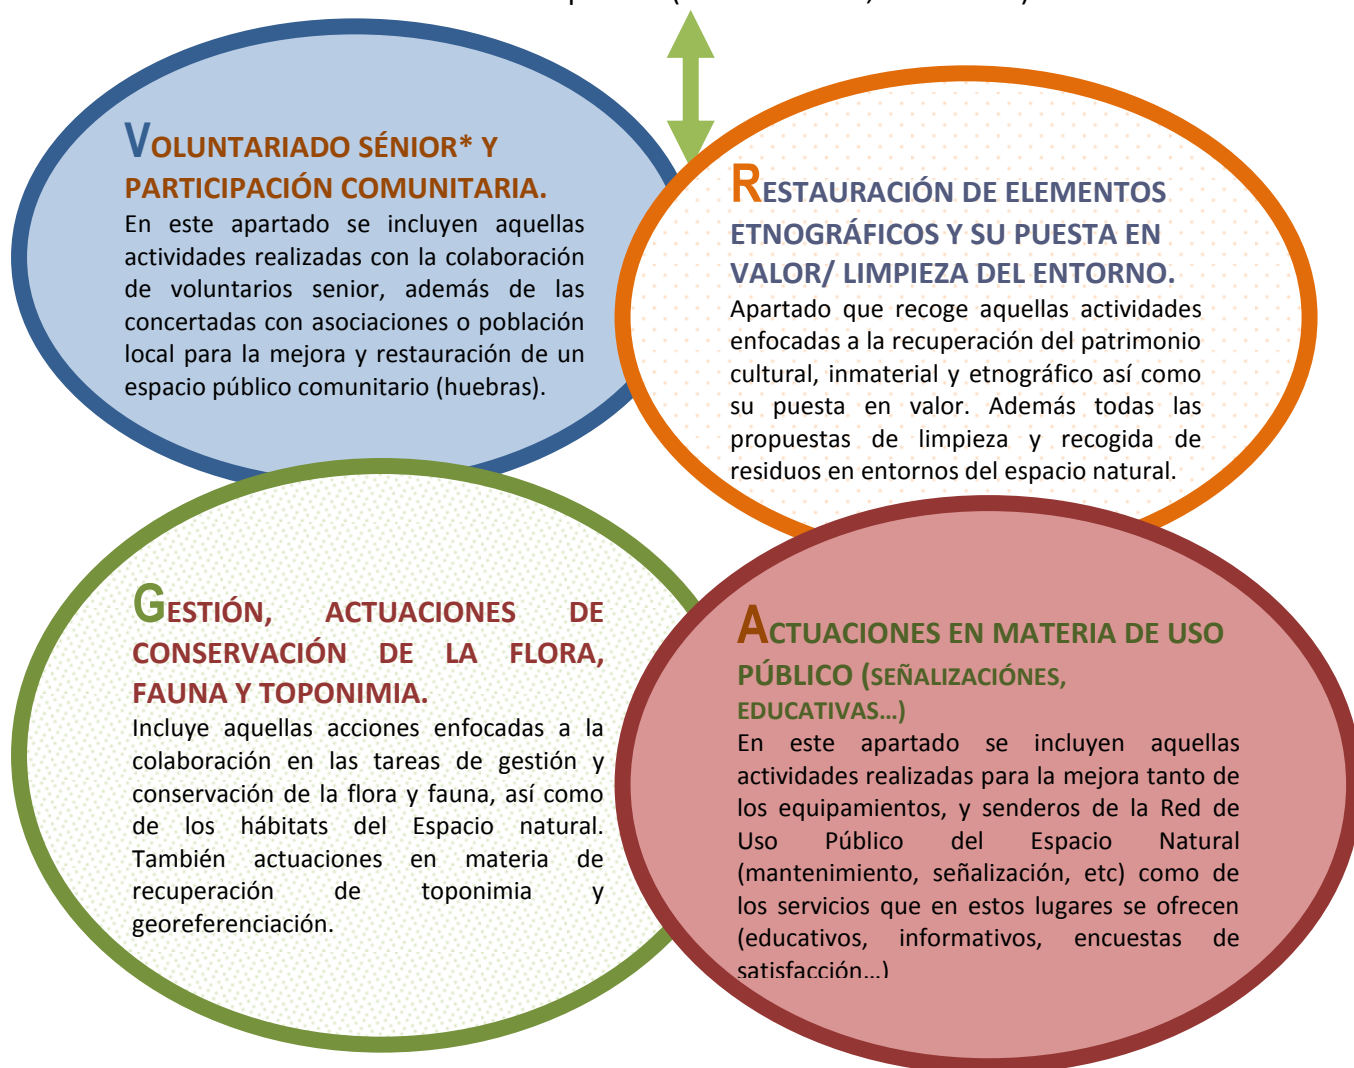 VOLUNTARIADO SÉNIOR* Y
PARTICIPACIÓN COMUNITARIA.
En este apartado se incluyen aquellas
actividades realizadas con la colaboración
de voluntarios senior, además de las
concertadas con asociaciones o población
local para la mejora y restauración de un
espacio público comunitario (huebras).
RESTAURACIÓN DE ELEMENTOS
ETNOGRÁFICOS Y SU PUESTA EN
VALOR/ LIMPIEZA DEL ENTORNO.
Apartado que recoge aquellas actividades
enfocadas a la recuperación del patrimonio
cultural, inmaterial y etnográfico así como
su puesta en valor. Además todas las
propuestas de limpieza y recogida de
residuos en entornos del espacio natural.
GESTIÓN, ACTUACIONES DE
CONSERVACIÓN DE LA FLORA,
FAUNA Y TOPONIMIA.
Incluye aquellas acciones enfocadas a la
colaboración en las tareas de gestión y
conservación de la flora y fauna, así como
de los hábitats del Espacio natural.
También actuaciones en materia de
recuperación de toponimia y
georeferenciación.
ACTUACIONES EN MATERIA DE USO
PÚBLICO (SEÑALIZACIÓNES,
EDUCATIVAS...)
En este apartado se incluyen aquellas
actividades realizadas para la mejora tanto de
los equipamientos, y senderos de la Red de
Uso Público del Espacio Natural
(mantenimiento, señalización, etc) como de
los servicios que en estos lugares se ofrecen
(educativos, informativos, encuestas de
satisfacción...)